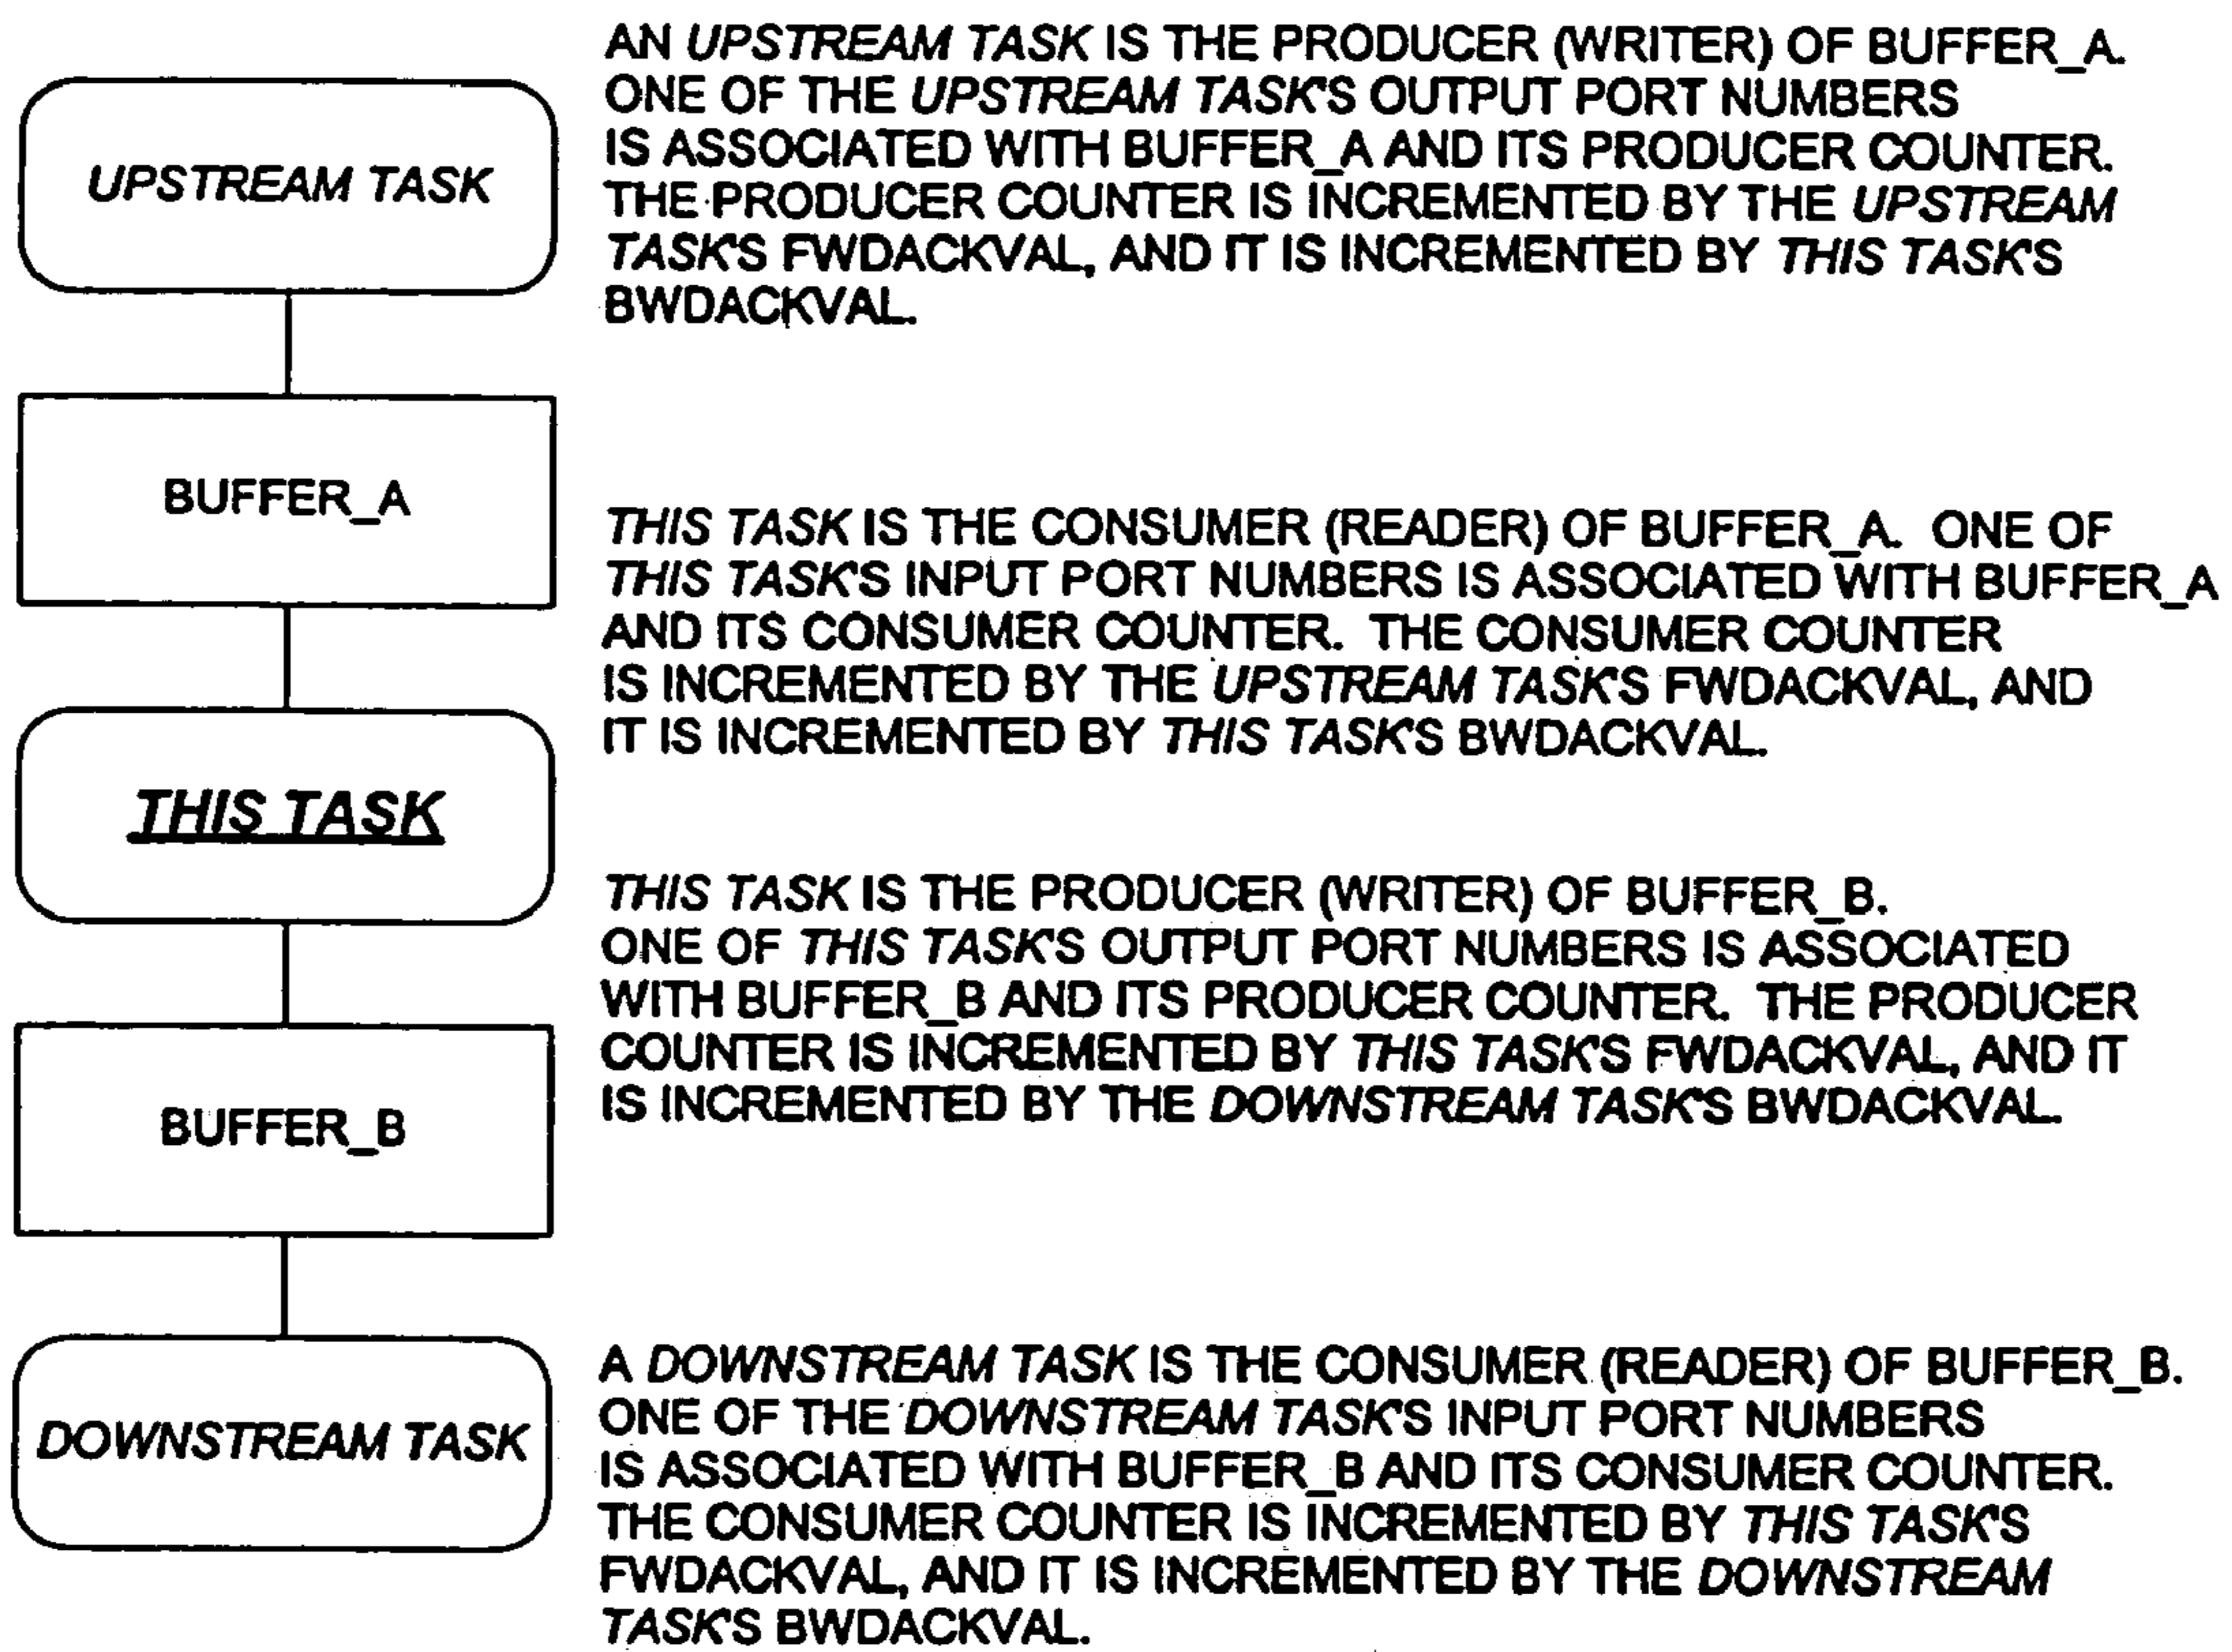 AN UPSTREAM TASK IS THE PRODUCER (WRITER) OF BUFFER_A.
ONE OF THE UPSTREAM TASK'S OUTPUT PORT NUMBERS
IS ASSOCIATED WITH BUFFER_A AND ITS PRODUCER COUNTER.
THE PRODUCER COUNTER IS INCREMENTED BY THE UPSTREAM
TASK'S FWDACKVAL, AND IT IS INCREMENTED BY THIS TASK'S
BWDACKVAL.
UPSTREAM TASK
BUFFER_A
THIS TASK IS THE CONSUMER (READER) OF BUFFER_A. ONE OF
THIS TASK'S INPUT PORT NUMBERS IS ASSOCIATED WITH BUFFER_A
AND ITS CONSUMER COUNTER. THE CONSUMER COUNTER
IS INCREMENTED BY THE UPSTREAM TASK'S FWDACKVAL, AND
IT IS INCREMENTED BY THIS TASK'S BWDACKVAL.
THIS TASK
THIS TASK IS THE PRODUCER (WRITER) OF BUFFER_B.
ONE OF THIS TASK'S OUTPUT PORT NUMBERS IS ASSOCIATED
WITH BUFFER_B AND ITS PRODUCER COUNTER. THE PRODUCER
COUNTER IS INCREMENTED BY THIS TASK'S FWDACKVAL, AND IT
IS INCREMENTED BY THE DOWNSTREAM TASK'S BWDACKVAL.
BUFFER_B
A DOWNSTREAM TASK IS THE CONSUMER (READER) OF BUFFER_B.
ONE OF THE DOWNSTREAM TASK'S INPUT PORT NUMBERS
IS ASSOCIATED WITH BUFFER_B AND ITS CONSUMER COUNTER.
THE CONSUMER COUNTER IS INCREMENTED BY THIS TASK'S
FWDACKVAL, AND IT IS INCREMENTED BY THE DOWNSTREAM
TASK'S BWDACKVAL.
DOWNSTREAM TASK